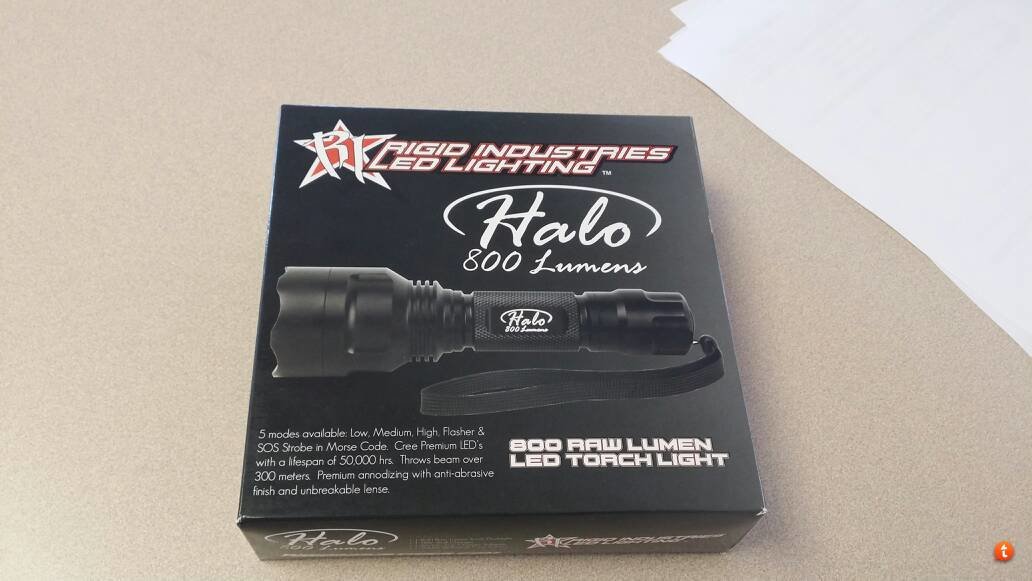 RI RIGID INDUSTRIES
LED LIGHTING ™
Halo
800 Lumens
Halo
800 Lumens
5 modes available: Low, Medium, High, Flasher &
SOS Strobe in Morse Code. Cree Premium LED's
with a lifespan of 50,000 hrs. Throws beam over
300 meters. Premium annodizing with anti-abrasive
finish and unbreakable lense.
800 RAW LUMEN
LED TORCH LIGHT
Halo
800 Lumens
RIGID INDUSTRIES
LED LIGHTING
t